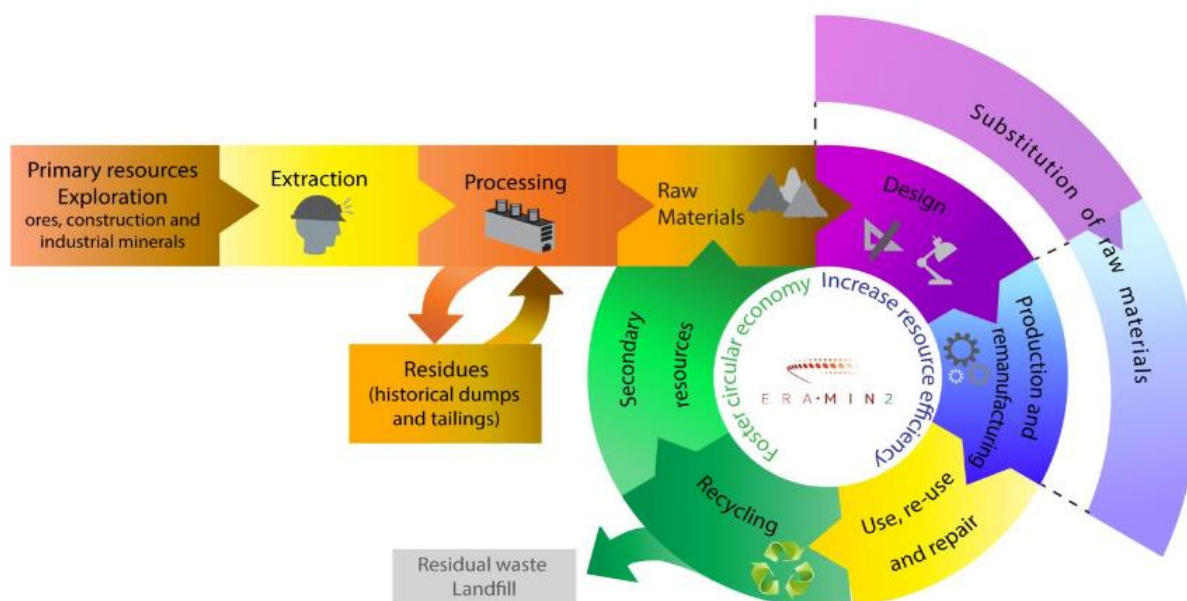 Primary resources
Exploration
ores, construction and
industrial minerals
Extraction
Processing
Raw
Materials
Residues
(historical dumps
and tailings)
Design
Substitution of raw materials
Production and
remanufacturing
Use, re-use
and repair
Recycling
Secondary
resources
Foster circular economy
Increase resource efficiency
ERA·MIN2
Residual waste
Landfill